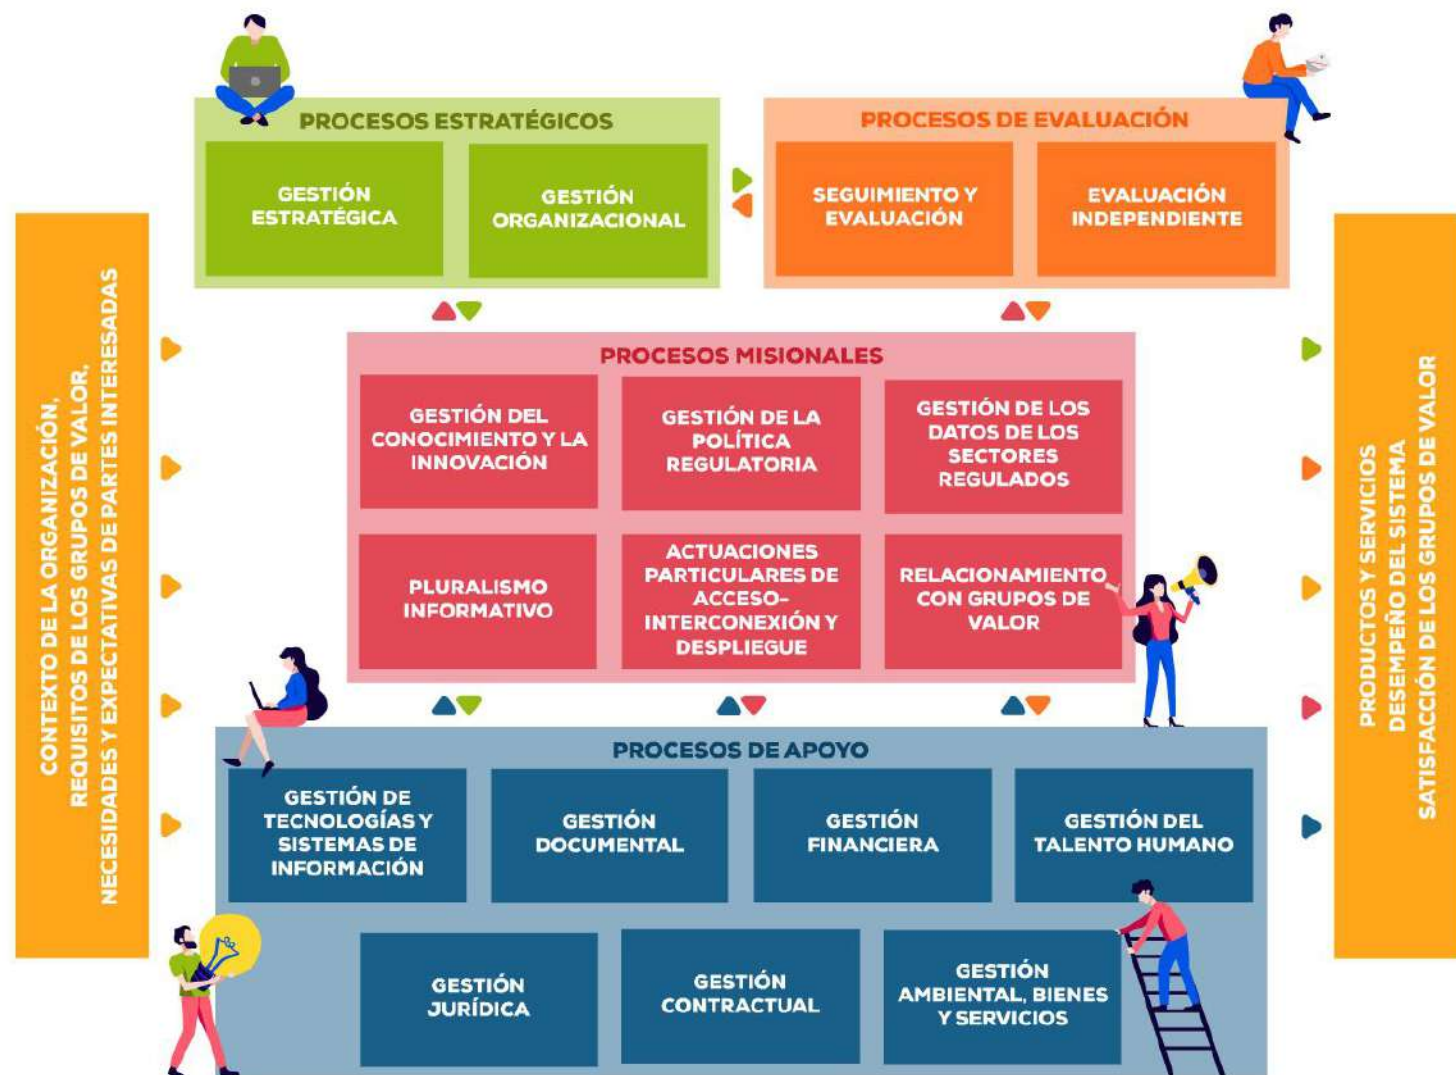 PROCESOS ESTRATÉGICOS
GESTIÓN
ESTRATÉGICA
GESTIÓN
ORGANIZACIONAL
PROCESOS DE EVALUACIÓN
SEGUIMIENTO Y
EVALUACIÓN
EVALUACIÓN
INDEPENDIENTE
CONTEXTO DE LA ORGANIZACIÓN,
REQUISITOS DE LOS GRUPOS DE VALOR,
NECESIDADES Y EXPECTATIVAS DE PARTES INTERESADAS
PROCESOS MISIONALES
GESTIÓN DEL
CONOCIMIENTO Y LA
INNOVACIÓN
GESTIÓN DE LA
POLÍTICA
REGULATORIA
GESTIÓN DE LOS
DATOS DE LOS
SECTORES
REGULADOS
PLURALISMO
INFORMATIVO
ACTUACIONES
PARTICULARES DE
ACCESO-
INTERCONEXIÓN Y
DESPLIEGUE
RELACIONAMIENTO
CON GRUPOS DE
VALOR
PROCESOS DE APOYO
GESTIÓN DE
TECNOLOGÍAS Y
SISTEMAS DE
INFORMACIÓN
GESTIÓN
DOCUMENTAL
GESTIÓN
FINANCIERA
GESTIÓN DEL
TALENTO HUMANO
GESTIÓN
JURÍDICA
GESTIÓN
CONTRACTUAL
GESTIÓN
AMBIENTAL, BIENES
Y SERVICIOS
PRODUCTOS Y SERVICIOS
DESEMPEÑO DEL SISTEMA
SATISFACCIÓN DE LOS GRUPOS DE VALOR